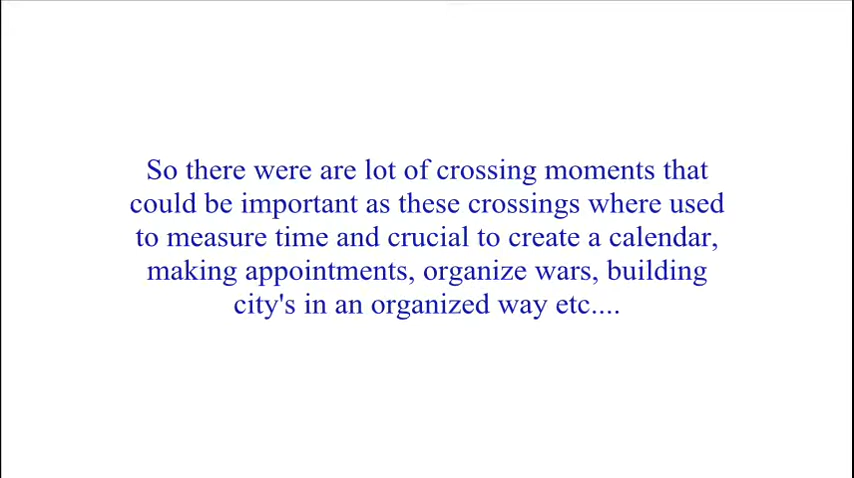 So there were are lot of crossing moments that
could be important as these crossings where used
to measure time and crucial to create a calendar,
making appointments, organize wars, building
city's in an organized way etc....